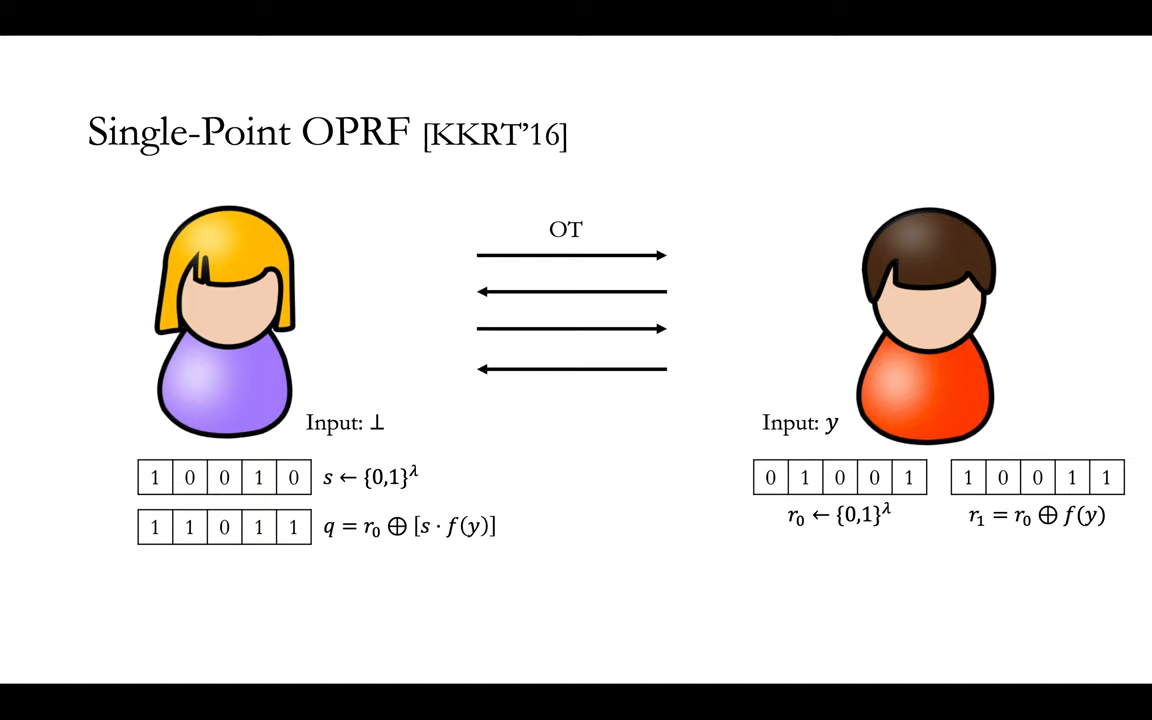 Single-Point OPRF [KKRT’16]
OT
Input: ⊥
Input: y
1 0 0 1 0 s ← {0,1}^λ
0 1 0 0 1
1 0 0 1 1
1 1 0 1 1 q = r₀ ⊕ [s · f(y)]
r₀ ← {0,1}^λ
r₁ = r₀ ⊕ f(y)